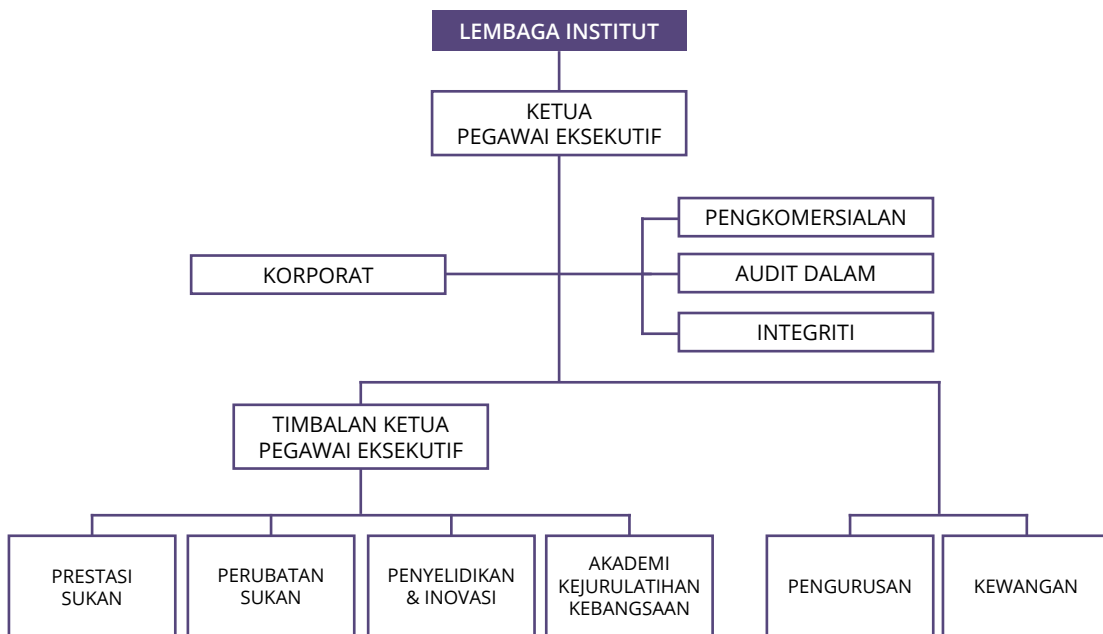 LEMBAGA INSTITUT
KETUA
PEGAWAI EKSEKUTIF
PENGKOMERSIALAN
KORPORAT
AUDIT DALAM
INTEGRITI
TIMBALAN KETUA
PEGAWAI EKSEKUTIF
PRESTASI
SUKAN
PERUBATAN
SUKAN
PENYELIDIKAN
& INOVASI
AKADEMI
KEJURULATIHAN
KEBANGSAAN
PENGURUSAN
KEWANGAN